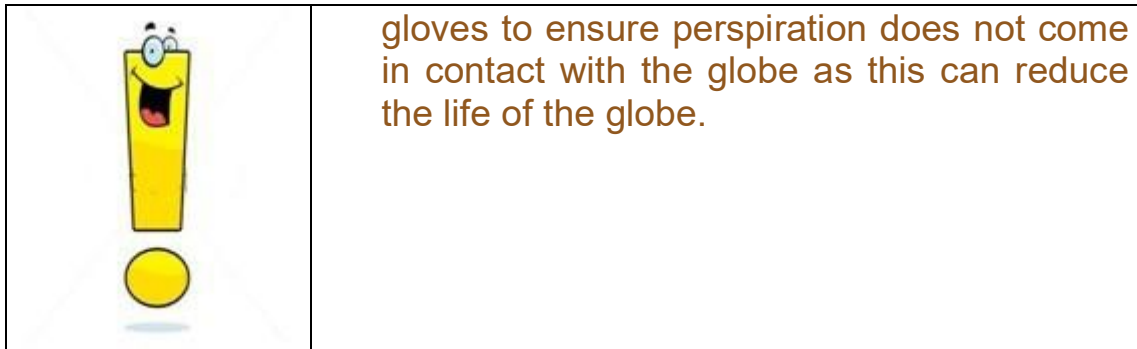 gloves to ensure perspiration does not come
in contact with the globe as this can reduce
the life of the globe.